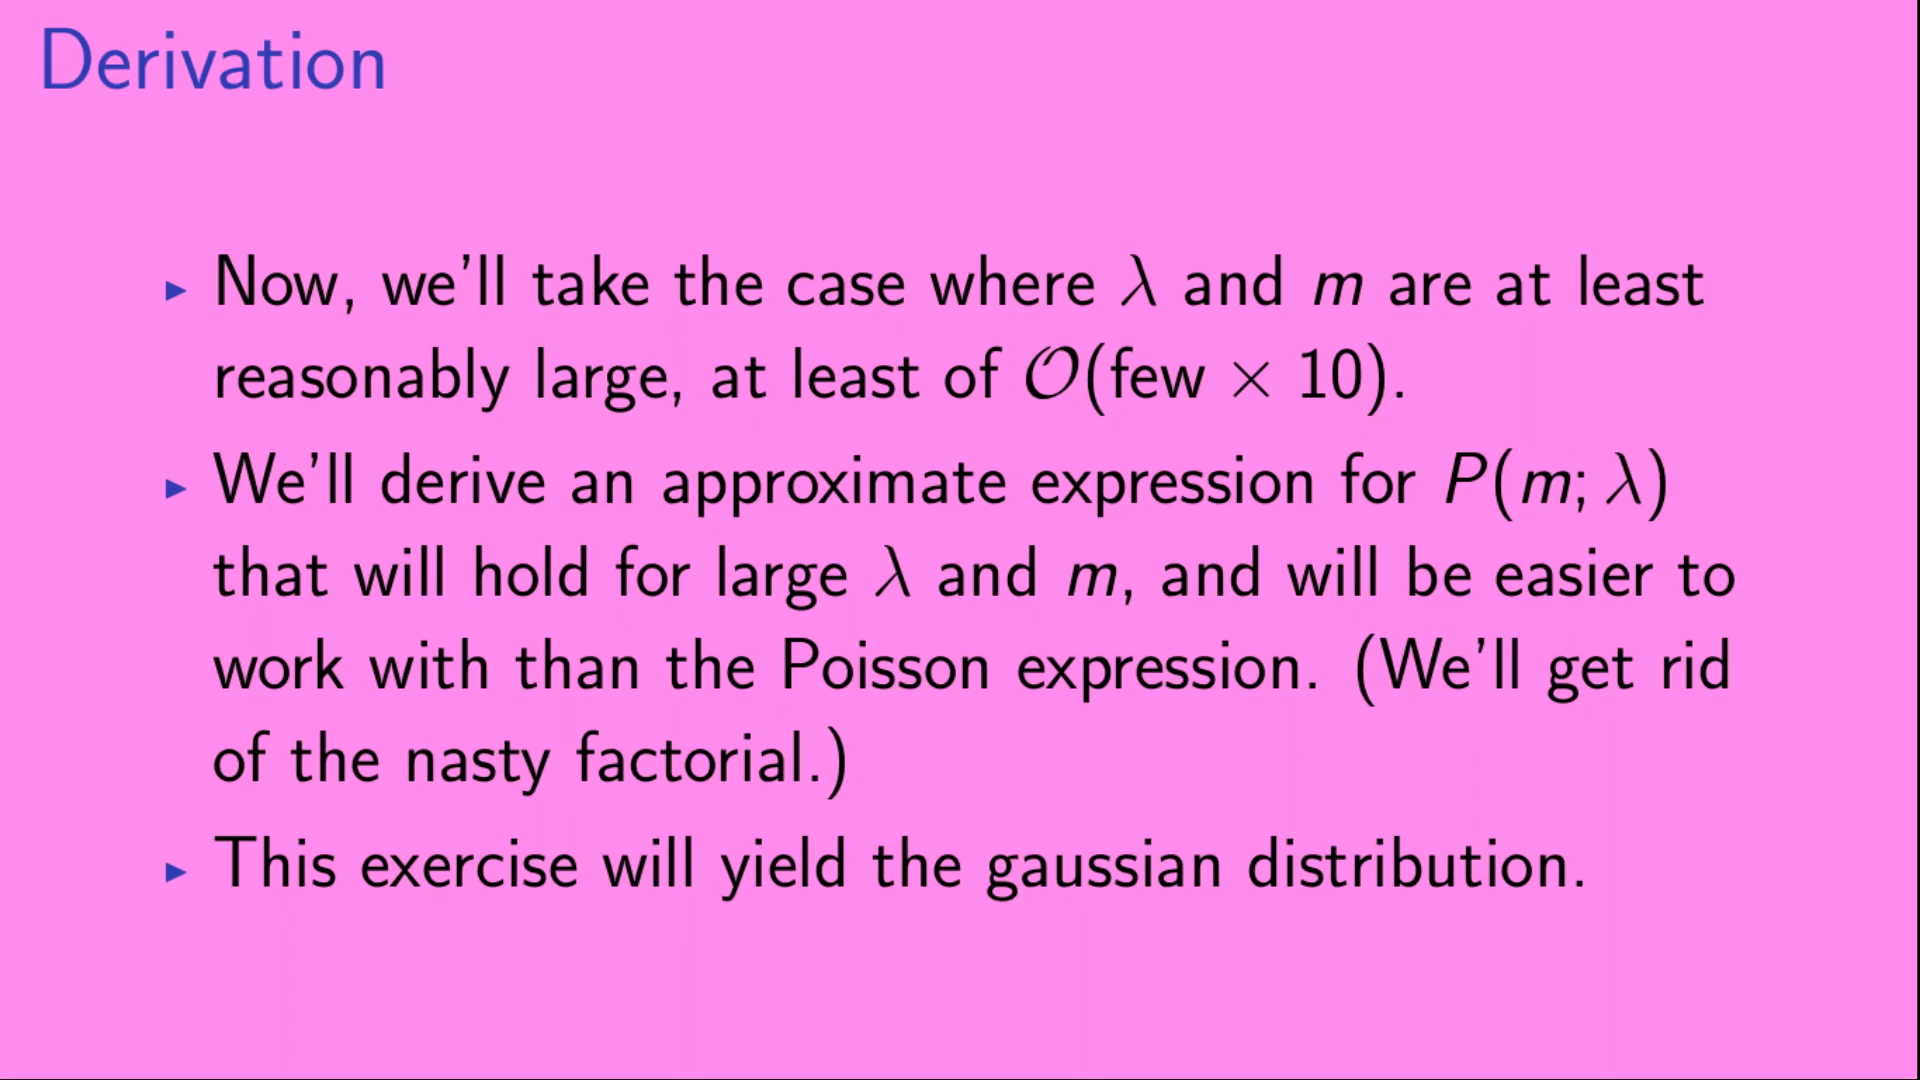 Derivation
▸ Now, we'll take the case where λ and m are at least
reasonably large, at least of 𝒪(few × 10).
▸ We'll derive an approximate expression for P(m; λ)
that will hold for large λ and m, and will be easier to
work with than the Poisson expression. (We'll get rid
of the nasty factorial.)
▸ This exercise will yield the gaussian distribution.